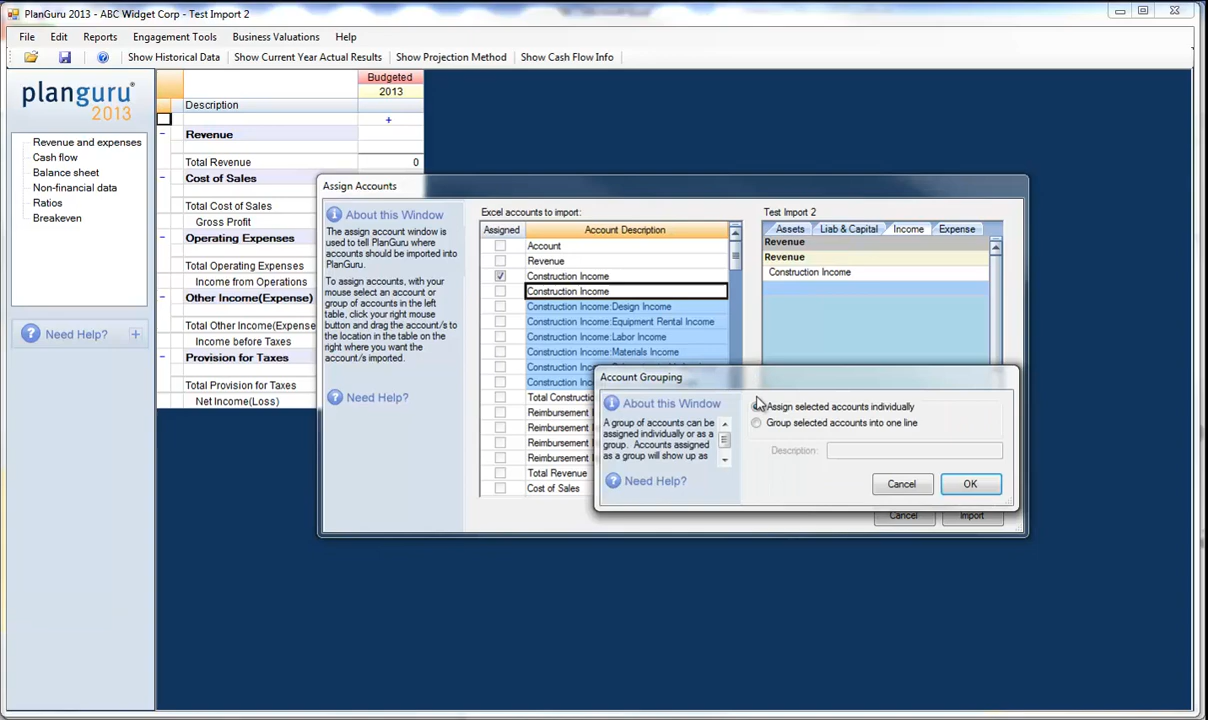 PlanGuru 2013 - ABC Widget Corp - Test Import 2
File Edit Reports Engagement Tools Business Valuations Help
Show Historical Data Show Current Year Actual Results Show Projection Method Show Cash Flow Info
planguru
2013
Revenue and expenses
Cash flow
Balance sheet
Non-financial data
Ratios
Breakeven
Need Help? +
Budgeted
2013
Description
+
Revenue
Total Revenue 0
Cost of Sales
Total Cost of Sales
Gross Profit
Operating Expenses
Total Operating Expenses
Income from Operations
Other Income(Expense)
Total Other Income(Expense
Income before Taxes
Provision for Taxes
Total Provision for Taxes
Net Income(Loss)
Assign Accounts
About this Window
The assign account window is
used to tell PlanGuru where
accounts should be imported into
PlanGuru.
To assign accounts, with your
mouse select an account or
group of accounts in the left
table, click your right mouse
button and drag the account/s to
the location in the table on the
right where you want the
account/s imported.
Need Help?
Excel accounts to import:
Assigned Account Description
Account
Revenue
Construction Income
Construction Income
Construction Income:Design Income
Construction Income:Equipment Rental Income
Construction Income:Labor Income
Construction Income:Materials Income
Construction Inc
Total Constructio
Reimbursement I
Reimbursement
Reimbursement
Reimbursement
Total Revenue
Cost of Sales
Test Import 2
Assets Liab & Capital Income Expense
Revenue
Revenue
Construction Income
Account Grouping
About this Window
A group of accounts can be
assigned individually or as a
group. Accounts assigned
as a group will show up as
Need Help?
Assign selected accounts individually
Group selected accounts into one line
Description:
Cancel OK
Cancel Import